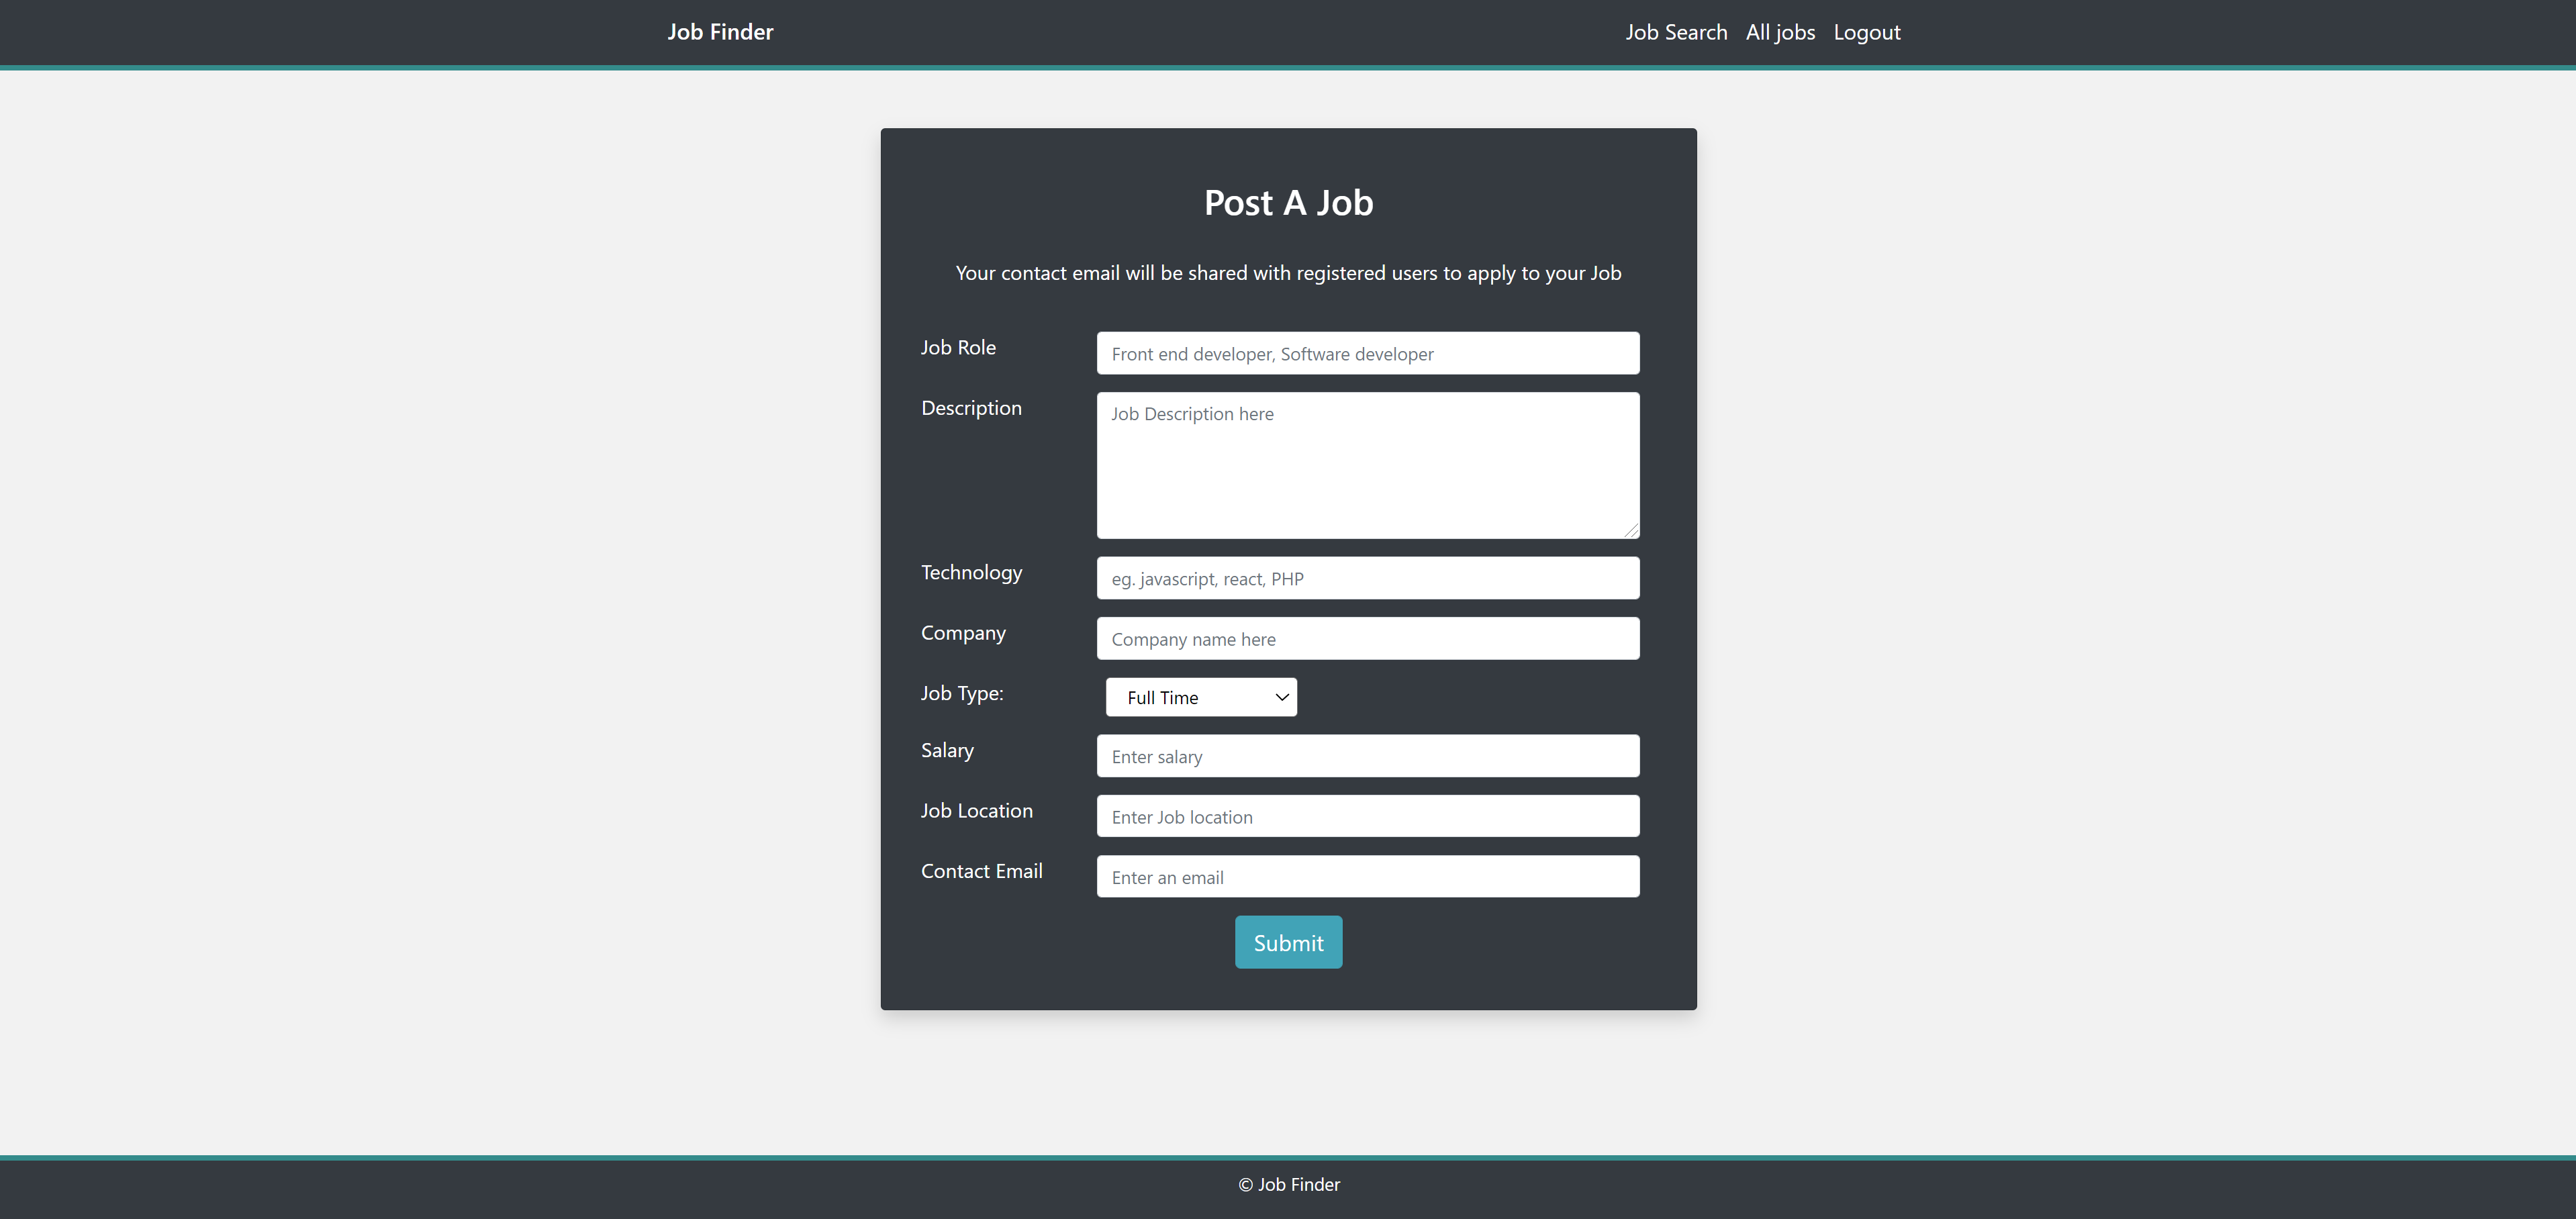 Job Finder
Job Search All jobs Logout
Post A Job
Your contact email will be shared with registered users to apply to your Job
Job Role
Front end developer, Software developer
Description
Job Description here
Technology
eg. javascript, react, PHP
Company
Company name here
Job Type:
Full Time
Salary
Enter salary
Job Location
Enter Job location
Contact Email
Enter an email
Submit
© Job Finder